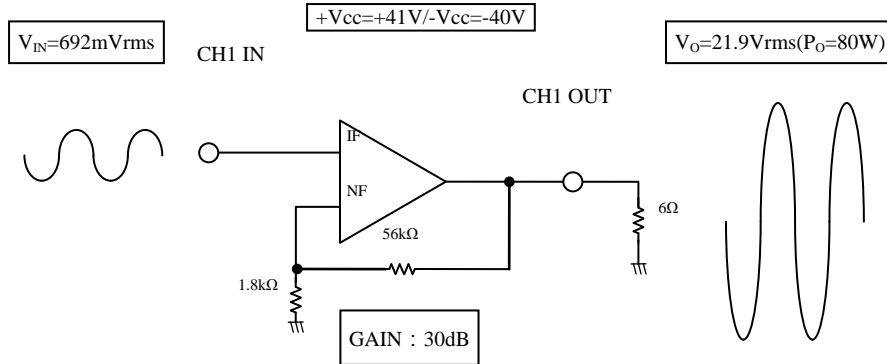 +Vcc=+41V/-Vcc=-40V
VIN=692mVrms
VO=21.9Vrms(PO=80W)
CH1 IN
CH1 OUT
IF
NF
56kΩ
6Ω
1.8kΩ
GAIN：30dB